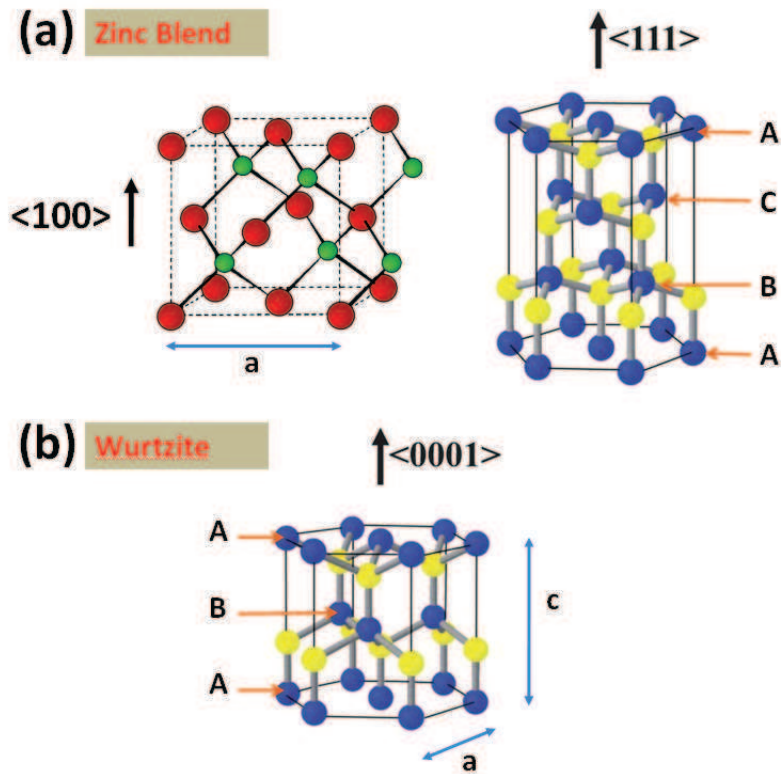 (a) Zinc Blend
<111>
A
<100>
C
B
a
A
(b) Wurtzite
<0001>
A
c
B
A
a